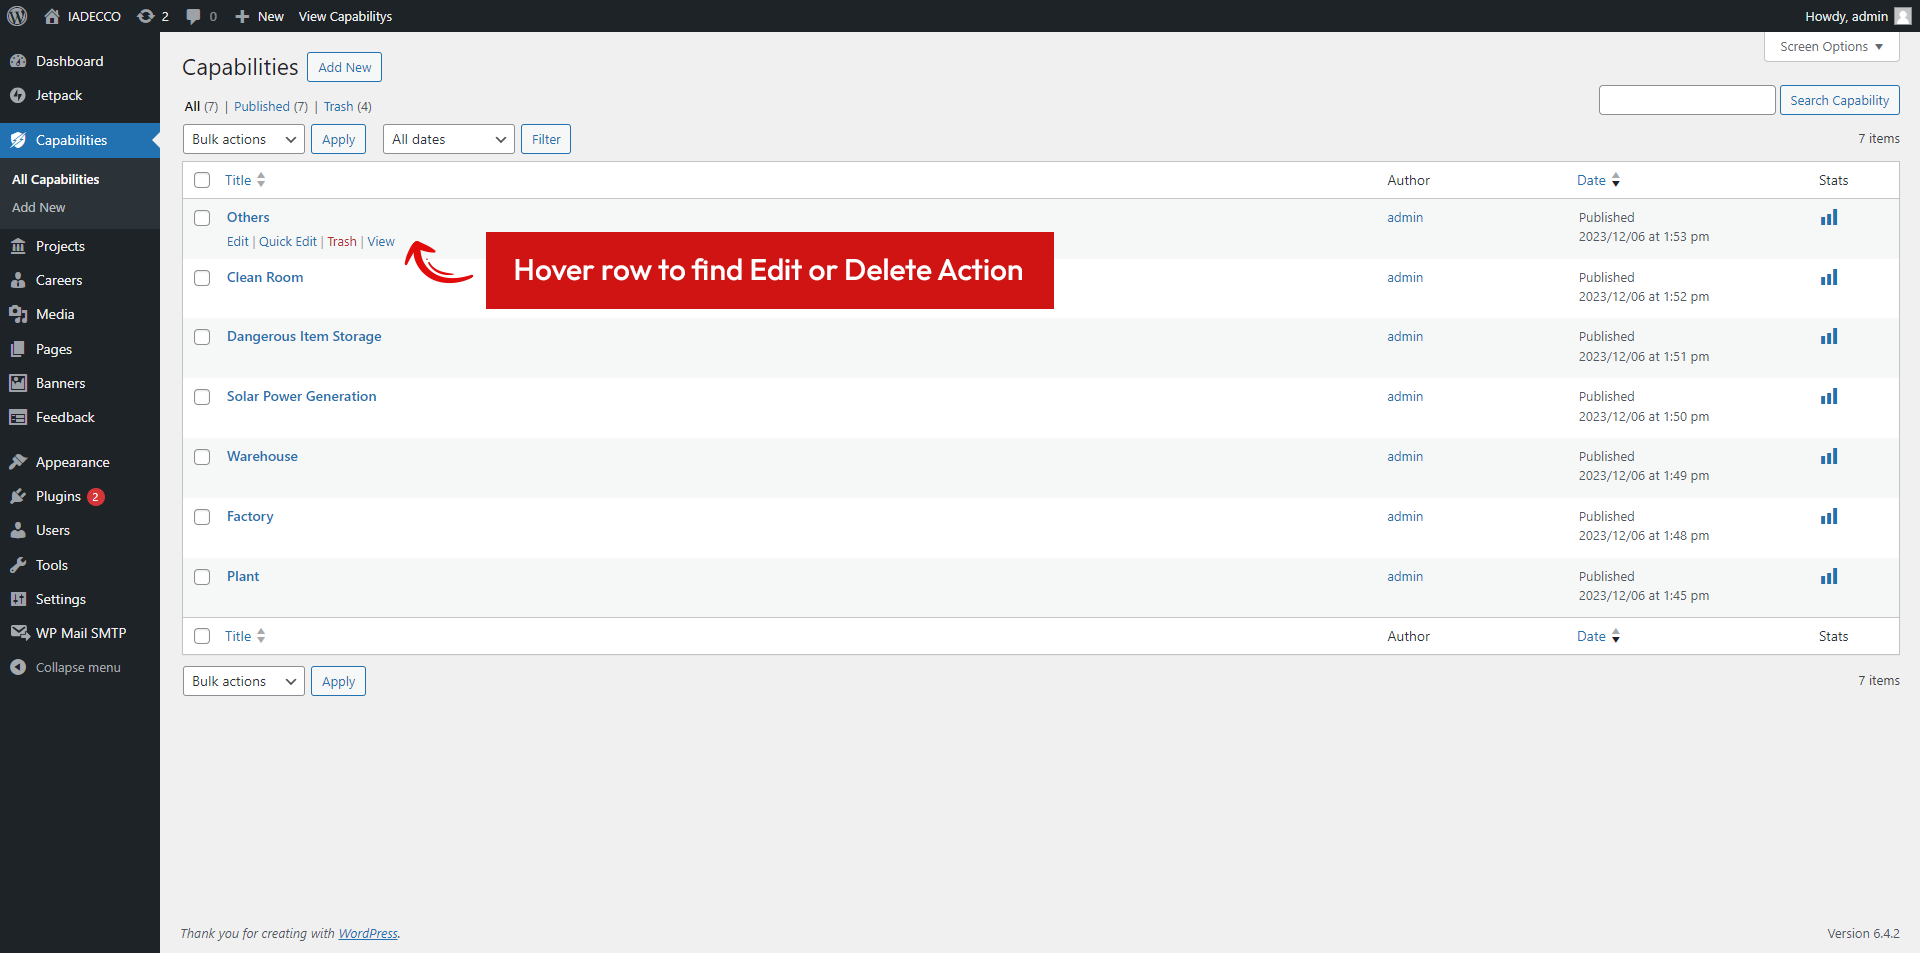 IADECCO 2 0 New View Capabilitys Howdy, admin
Dashboard
Jetpack
Capabilities
All Capabilities
Add New
Projects
Careers
Media
Pages
Banners
Feedback
Appearance
Plugins 2
Users
Tools
Settings
WP Mail SMTP
Collapse menu
Screen Options
Capabilities Add New
All (7) | Published (7) | Trash (4)
Search Capability
Bulk actions Apply All dates Filter 7 items
Title Author Date Stats
Others admin Published
2023/12/06 at 1:53 pm
Edit | Quick Edit | Trash | View
Hover row to find Edit or Delete Action
Clean Room admin Published
2023/12/06 at 1:52 pm
Dangerous Item Storage admin Published
2023/12/06 at 1:51 pm
Solar Power Generation admin Published
2023/12/06 at 1:50 pm
Warehouse admin Published
2023/12/06 at 1:49 pm
Factory admin Published
2023/12/06 at 1:48 pm
Plant admin Published
2023/12/06 at 1:45 pm
Title Author Date Stats
Bulk actions Apply 7 items
Thank you for creating with WordPress. Version 6.4.2